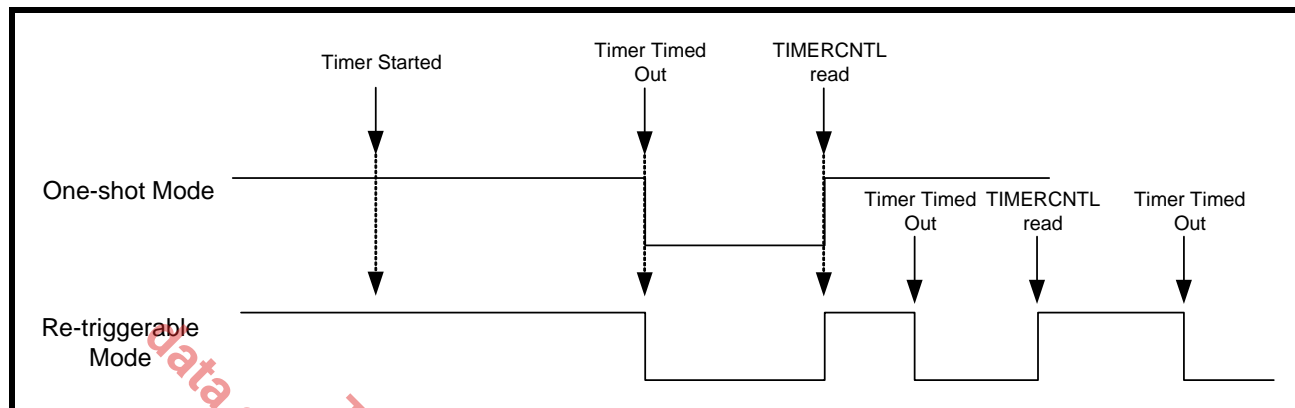 Timer Started
Timer Timed
Out
TIMERCNTL
read
One-shot Mode
Timer Timed
Out
TIMERCNTL
read
Timer Timed
Out
Re-triggerable
Mode
data